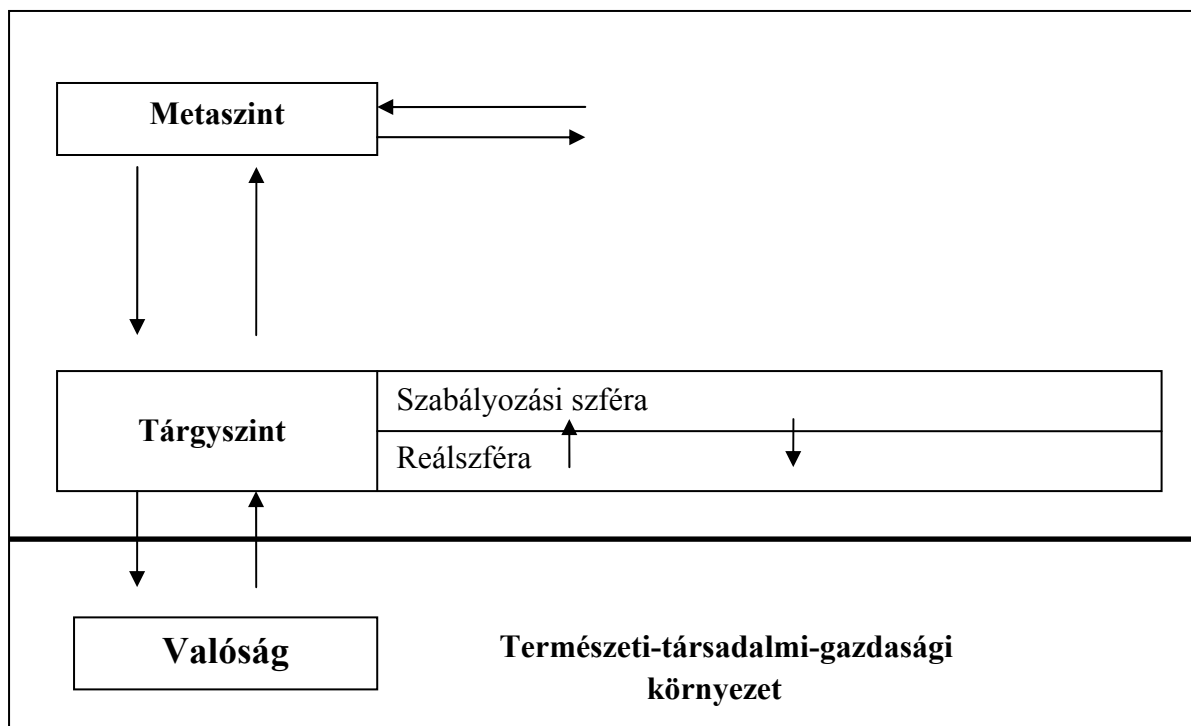 Metaszint
Tárgyszint
Szabályozási szféra
Reálszféra
Valóság
Természeti-társadalmi-gazdasági
környezet